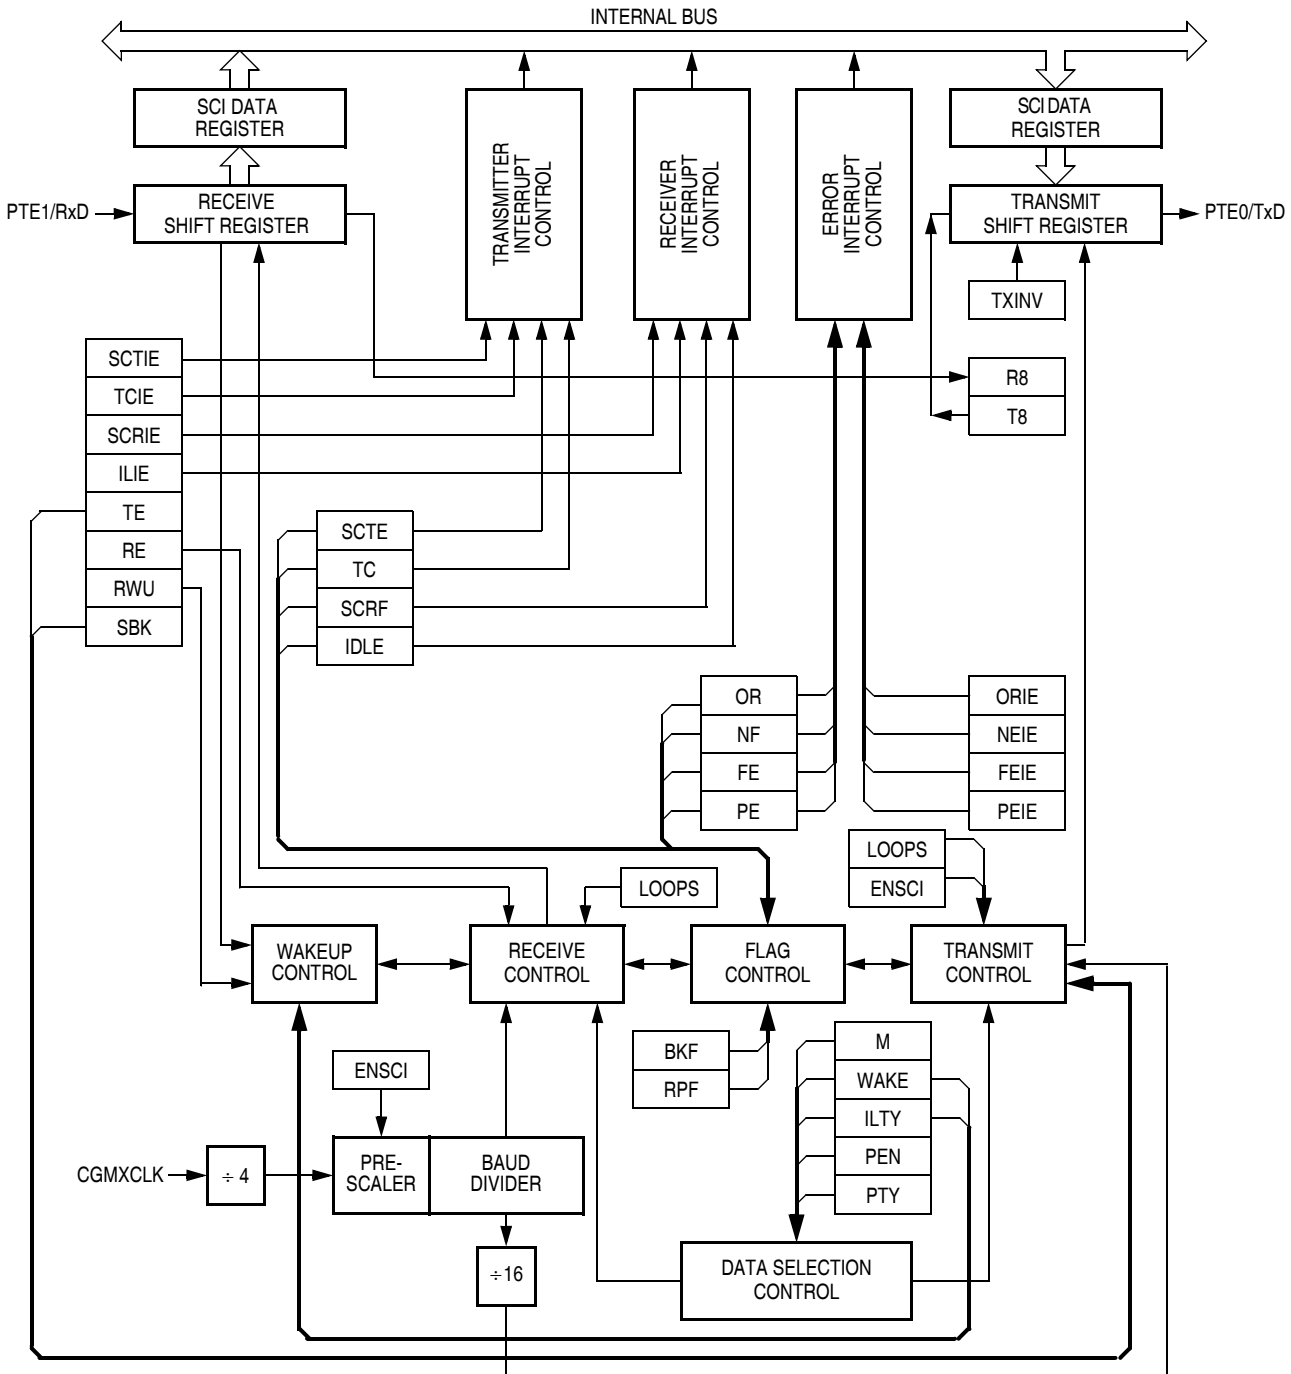 INTERNAL BUS
SCI DATA
REGISTER
TRANSMITTER
INTERRUPT
CONTROL
RECEIVER
INTERRUPT
CONTROL
ERROR
INTERRUPT
CONTROL
SCI DATA
REGISTER
PTE1/RxD
RECEIVE
SHIFT REGISTER
TRANSMIT
SHIFT REGISTER
PTE0/TxD
TXINV
R8
T8
SCTIE
TCIE
SCRIE
ILIE
TE
RE
RWU
SBK
SCTE
TC
SCRF
IDLE
OR
NF
FE
PE
ORIE
NEIE
FEIE
PEIE
LOOPS
ENSCI
LOOPS
WAKEUP
CONTROL
RECEIVE
CONTROL
FLAG
CONTROL
TRANSMIT
CONTROL
BKF
RPF
M
WAKE
ILTY
PEN
PTY
ENSCI
CGMXCLK
÷ 4
PRE-
SCALER
BAUD
DIVIDER
÷16
DATA SELECTION
CONTROL